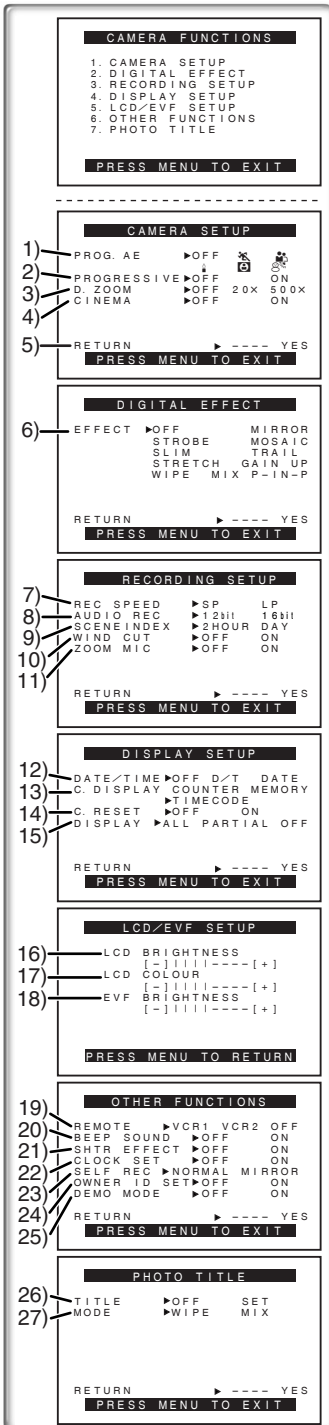 CAMERA FUNCTIONS
1. CAMERA SETUP
2. DIGITAL EFFECT
3. RECORDING SETUP
4. DISPLAY SETUP
5. LCD/EVF SETUP
6. OTHER FUNCTIONS
7. PHOTO TITLE
PRESS MENU TO EXIT
CAMERA SETUP
1) PROG. AE ▶OFF
2) PROGRESSIVE ▶OFF ON
3) D. ZOOM ▶OFF 20× 500×
4) CINEMA ▶OFF ON
5) RETURN ▶ ---- YES
PRESS MENU TO EXIT
DIGITAL EFFECT
6) EFFECT ▶OFF MIRROR
STROBE MOSAIC
SLIM TRAIL
STRETCH GAIN UP
WIPE MIX P-IN-P
RETURN ▶ ---- YES
PRESS MENU TO EXIT
RECORDING SETUP
7) REC SPEED ▶SP LP
8) AUDIO REC ▶12bit 16bit
9) SCENEINDEX ▶2HOUR DAY
10) WIND CUT ▶OFF ON
11) ZOOM MIC ▶OFF ON
RETURN ▶ ---- YES
PRESS MENU TO EXIT
DISPLAY SETUP
12) DATE/TIME ▶OFF D/T DATE
13) C. DISPLAY COUNTER MEMORY
▶TIMECODE
14) C. RESET ▶OFF ON
15) DISPLAY ▶ALL PARTIAL OFF
RETURN ▶ ---- YES
PRESS MENU TO EXIT
LCD/EVF SETUP
16) LCD BRIGHTNESS
[-]||||----[+]
17) LCD COLOUR
[-]||||----[+]
18) EVF BRIGHTNESS
[-]||||----[+]
PRESS MENU TO RETURN
OTHER FUNCTIONS
19) REMOTE ▶VCR1 VCR2 OFF
20) BEEP SOUND ▶OFF ON
21) SHTR EFFECT ▶OFF ON
22) CLOCK SET ▶OFF ON
23) SELF REC ▶NORMAL MIRROR
24) OWNER ID SET ▶OFF ON
25) DEMO MODE ▶OFF ON
RETURN ▶ ---- YES
PRESS MENU TO EXIT
PHOTO TITLE
26) TITLE ▶OFF SET
27) MODE ▶WIPE MIX
RETURN ▶ ---- YES
PRESS MENU TO EXIT